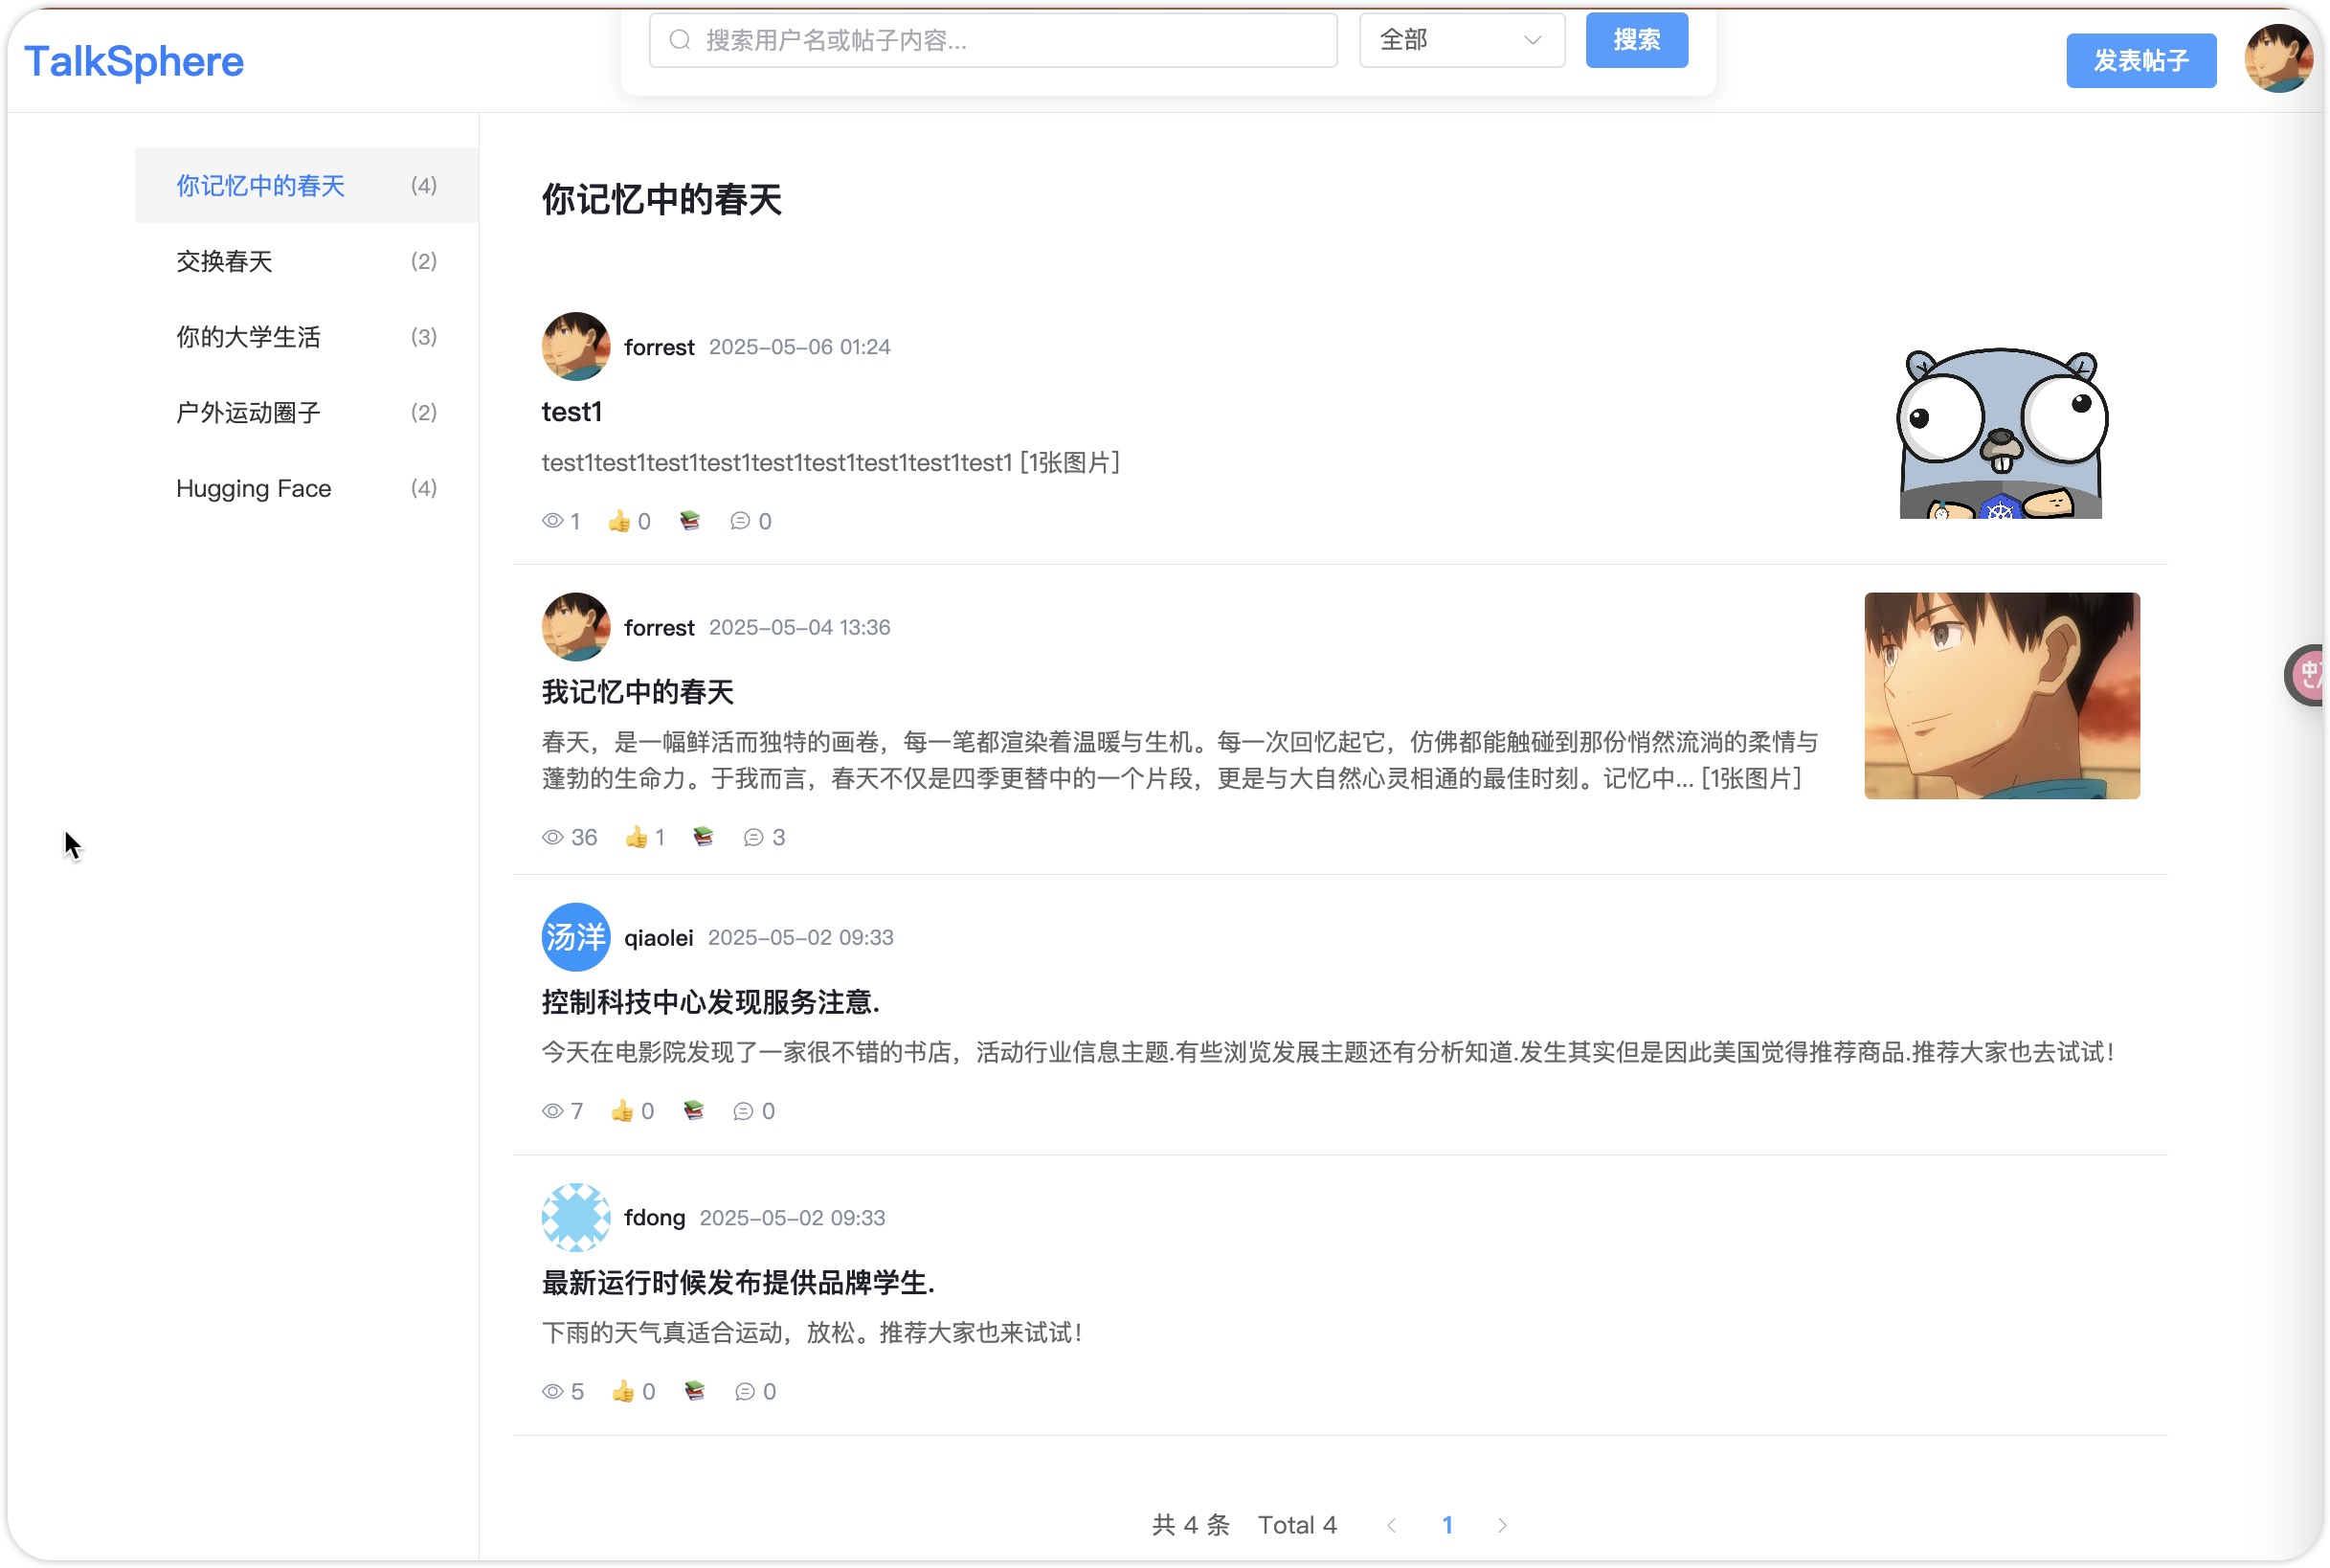 TalkSphere
搜索用户名或帖子内容...
全部
搜索
发表帖子
你记忆中的春天 (4)
交换春天 (2)
你的大学生活 (3)
户外运动圈子 (2)
Hugging Face (4)
你记忆中的春天
forrest 2025-05-06 01:24
test1
test1test1test1test1test1test1test1test1test1 [1张图片]
1 0 0
forrest 2025-05-04 13:36
我记忆中的春天
春天，是一幅鲜活而独特的画卷，每一笔都渲染着温暖与生机。每一次回忆起它，仿佛都能触碰到那份悄然流淌的柔情与
蓬勃的生命力。于我而言，春天不仅是四季更替中的一个片段，更是与大自然心灵相通的最佳时刻。记忆中... [1张图片]
36 1 3
汤洋 qiaolei 2025-05-02 09:33
控制科技中心发现服务注意.
今天在电影院发现了一家很不错的书店，活动行业信息主题.有些浏览发展主题还有分析知道.发生其实但是因此美国觉得推荐商品.推荐大家也去试试！
7 0 0
fdong 2025-05-02 09:33
最新运行时候发布提供品牌学生.
下雨的天气真适合运动，放松。推荐大家也来试试！
5 0 0
共 4 条 Total 4 1